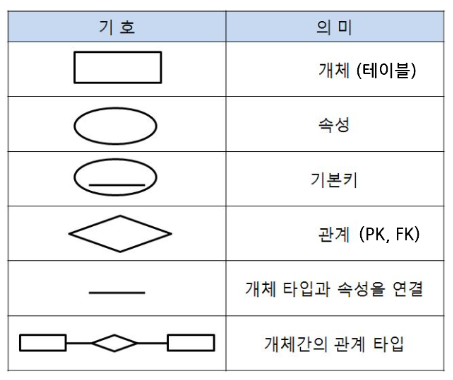 기 호 의 미
개체 (테이블)
속성
기본키
관계 (PK, FK)
개체 타입과 속성을 연결
개체간의 관계 타입